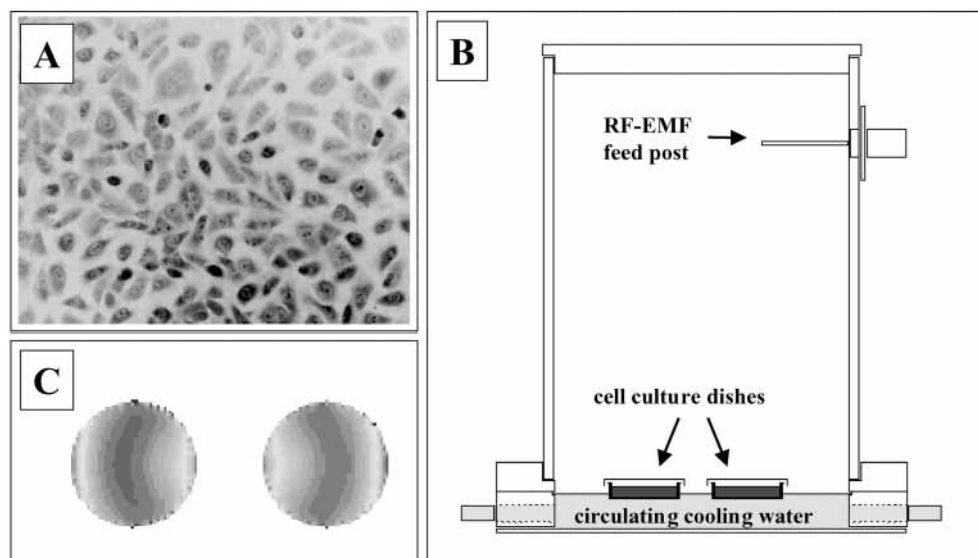 A
B
RF-EMF
feed post
cell culture dishes
circulating cooling water
C